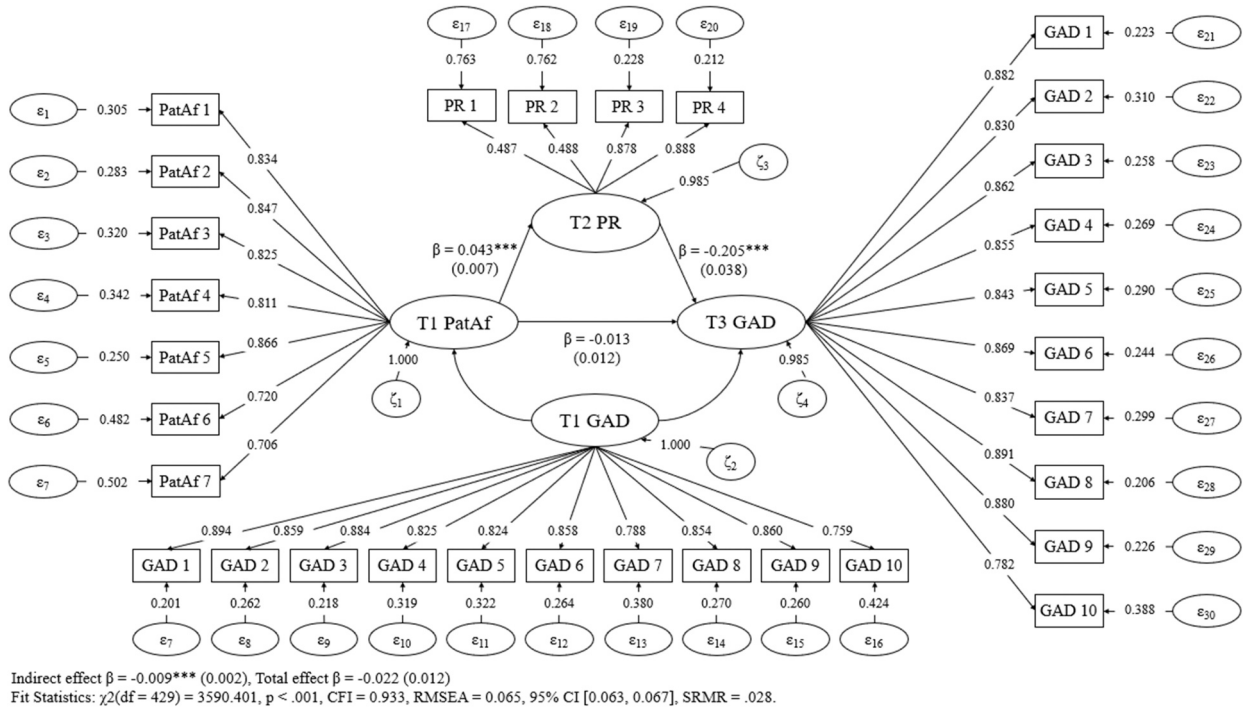 ε17 ε18 ε19 ε20
0.763 0.762 0.228 0.212
PR 1 PR 2 PR 3 PR 4
0.487 0.488 0.878 0.888
ζ3
0.985
T2 PR
ε1 0.305 PatAf 1
0.834
ε2 0.283 PatAf 2
0.847
ε3 0.320 PatAf 3
0.825
ε4 0.342 PatAf 4
0.811
ε5 0.250 PatAf 5
0.866
ε6 0.482 PatAf 6
0.720
ε7 0.502 PatAf 7
0.706
β = 0.043***
(0.007)
β = -0.205***
(0.038)
T1 PatAf
T3 GAD
β = -0.013
(0.012)
1.000
ζ1
0.985
ζ4
T1 GAD
1.000
ζ2
0.882 GAD 1 0.223 ε21
0.830 GAD 2 0.310 ε22
0.862 GAD 3 0.258 ε23
0.855 GAD 4 0.269 ε24
0.843 GAD 5 0.290 ε25
0.869 GAD 6 0.244 ε26
0.837 GAD 7 0.299 ε27
0.891 GAD 8 0.206 ε28
0.880 GAD 9 0.226 ε29
0.782 GAD 10 0.388 ε30
0.894 0.859 0.884 0.825 0.824 0.858 0.788 0.854 0.860 0.759
GAD 1 GAD 2 GAD 3 GAD 4 GAD 5 GAD 6 GAD 7 GAD 8 GAD 9 GAD 10
0.201 0.262 0.218 0.319 0.322 0.264 0.380 0.270 0.260 0.424
ε7 ε8 ε9 ε10 ε11 ε12 ε13 ε14 ε15 ε16
Indirect effect β = -0.009*** (0.002), Total effect β = -0.022 (0.012)
Fit Statistics: χ2(df = 429) = 3590.401, p < .001, CFI = 0.933, RMSEA = 0.065, 95% CI [0.063, 0.067], SRMR = .028.